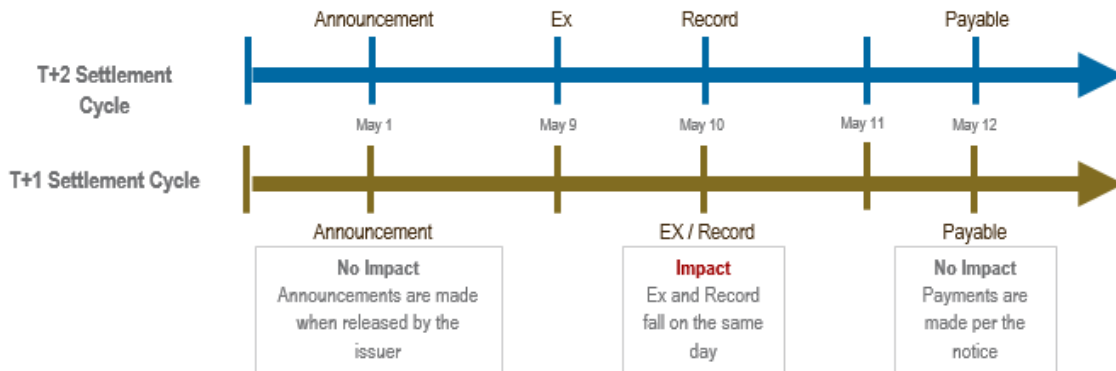 Announcement Ex Record Payable
T+2 Settlement
Cycle
May 1 May 9 May 10 May 11 May 12
T+1 Settlement Cycle
Announcement EX / Record Payable
No Impact
Announcements are made
when released by the
issuer
Impact
Ex and Record
fall on the same
day
No Impact
Payments are
made per the
notice